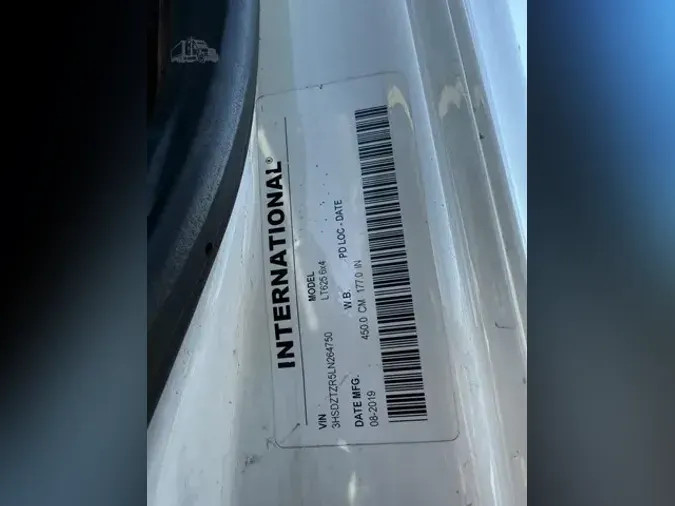 INTERNATIONAL®
VIN MODEL
3HSDZTZR5LN264750 LT625 6x4
DATE MFG. W.B. PD LOC - DATE
08-2019 450.0 CM 177.0 IN